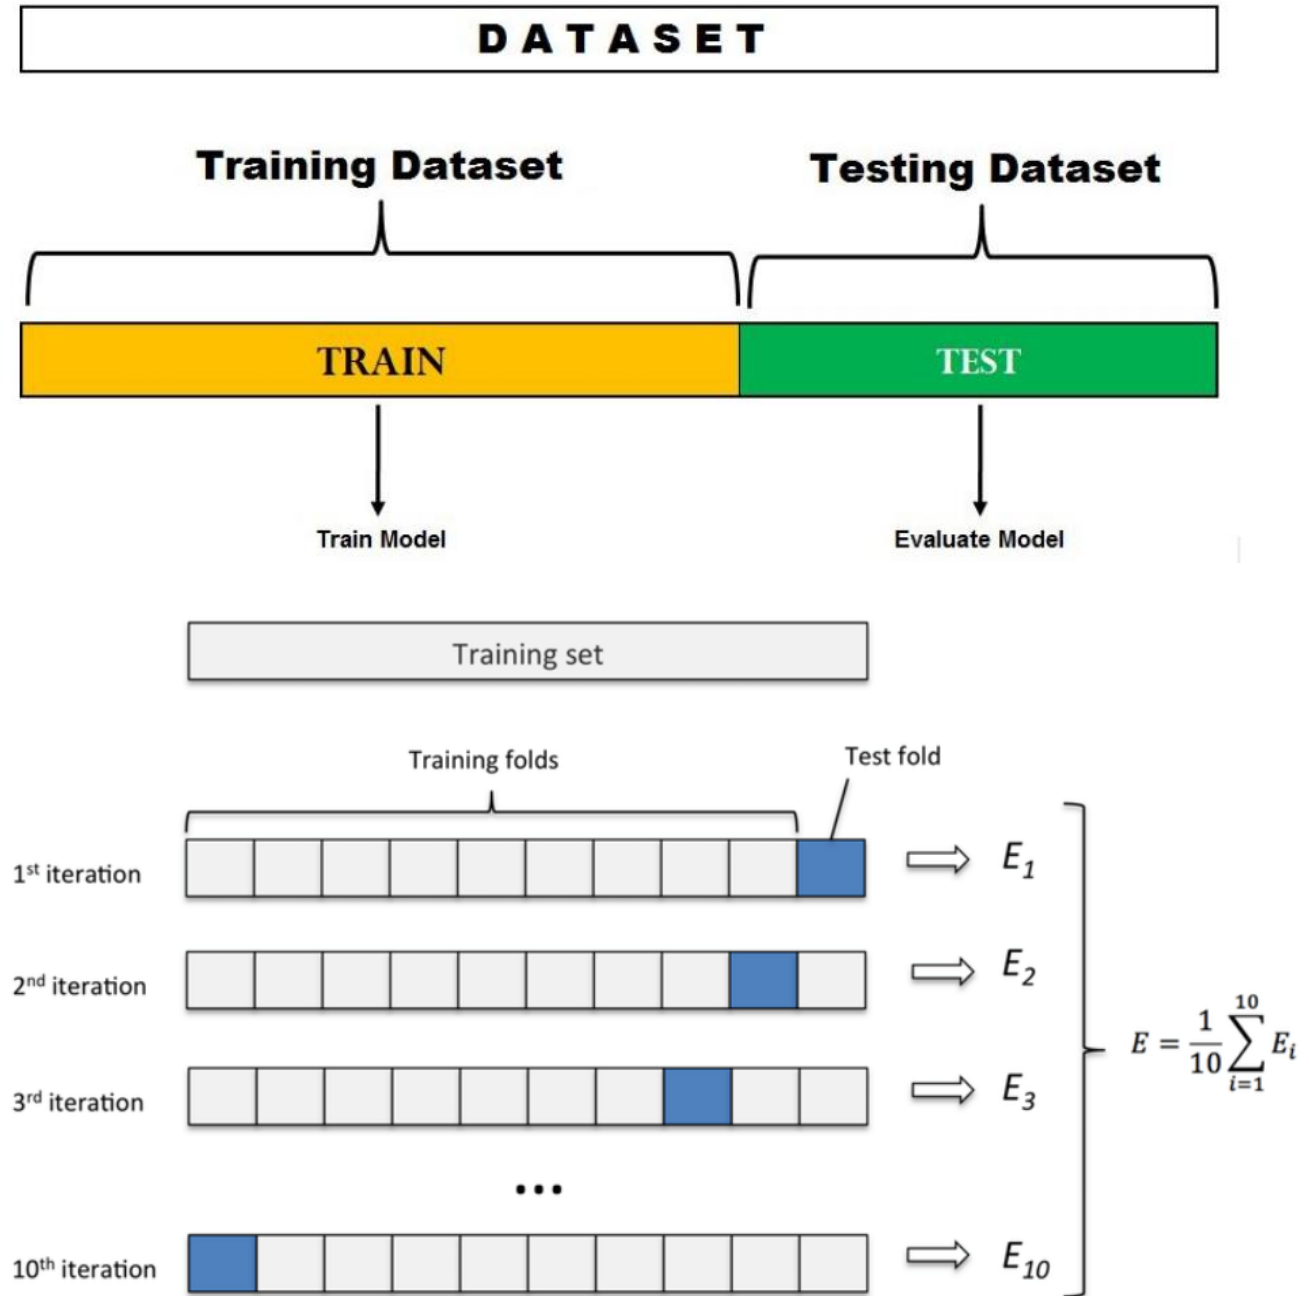 DATASET
Training Dataset
Testing Dataset
TRAIN
TEST
Train Model
Evaluate Model
Training set
Training folds
Test fold
1st iteration
E1
2nd iteration
E2
3rd iteration
E3
E = 1/10 ∑_{i=1}^{10} Ei
...
10th iteration
E10